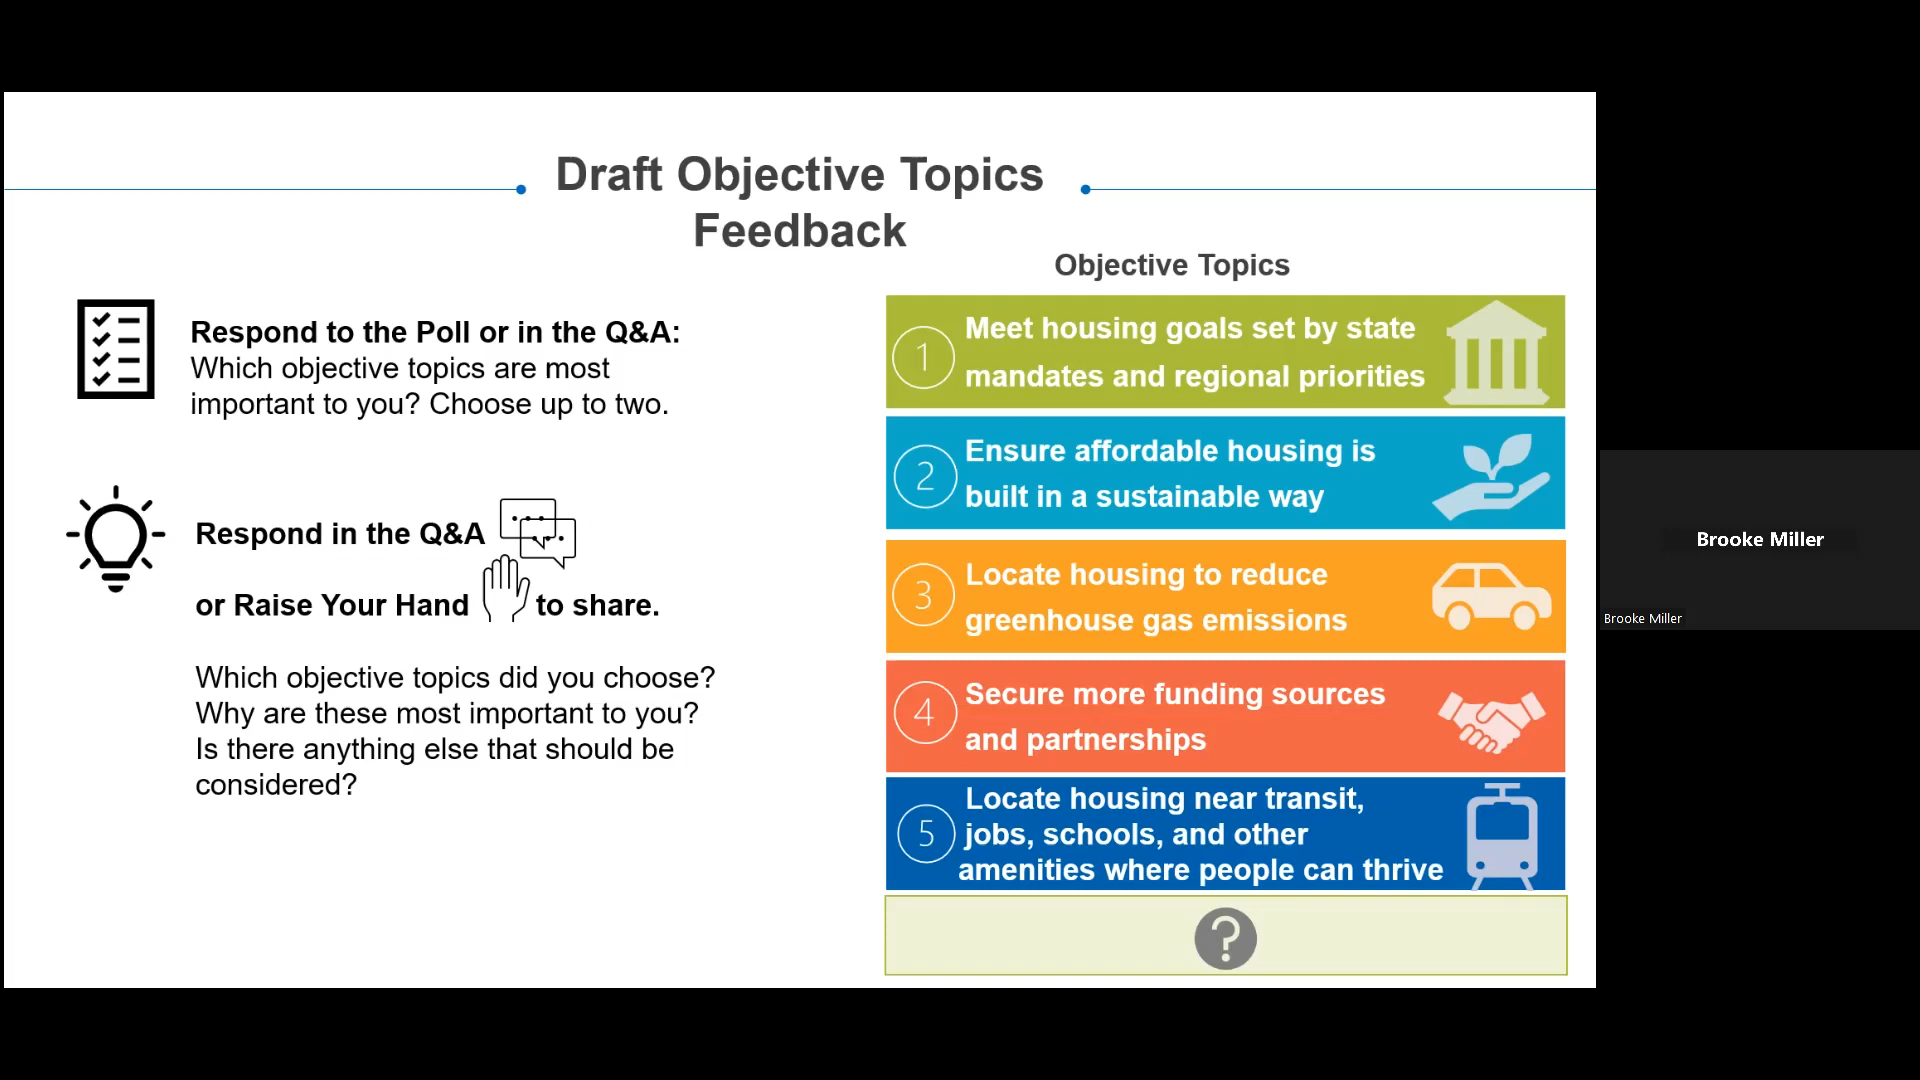 Draft Objective Topics
Feedback
Respond to the Poll or in the Q&A:
Which objective topics are most
important to you? Choose up to two.
Respond in the Q&A
or Raise Your Hand to share.
Which objective topics did you choose?
Why are these most important to you?
Is there anything else that should be
considered?
Objective Topics
1
Meet housing goals set by state
mandates and regional priorities
2
Ensure affordable housing is
built in a sustainable way
3
Locate housing to reduce
greenhouse gas emissions
4
Secure more funding sources
and partnerships
5
Locate housing near transit,
jobs, schools, and other
amenities where people can thrive
?
Brooke Miller
Brooke Miller